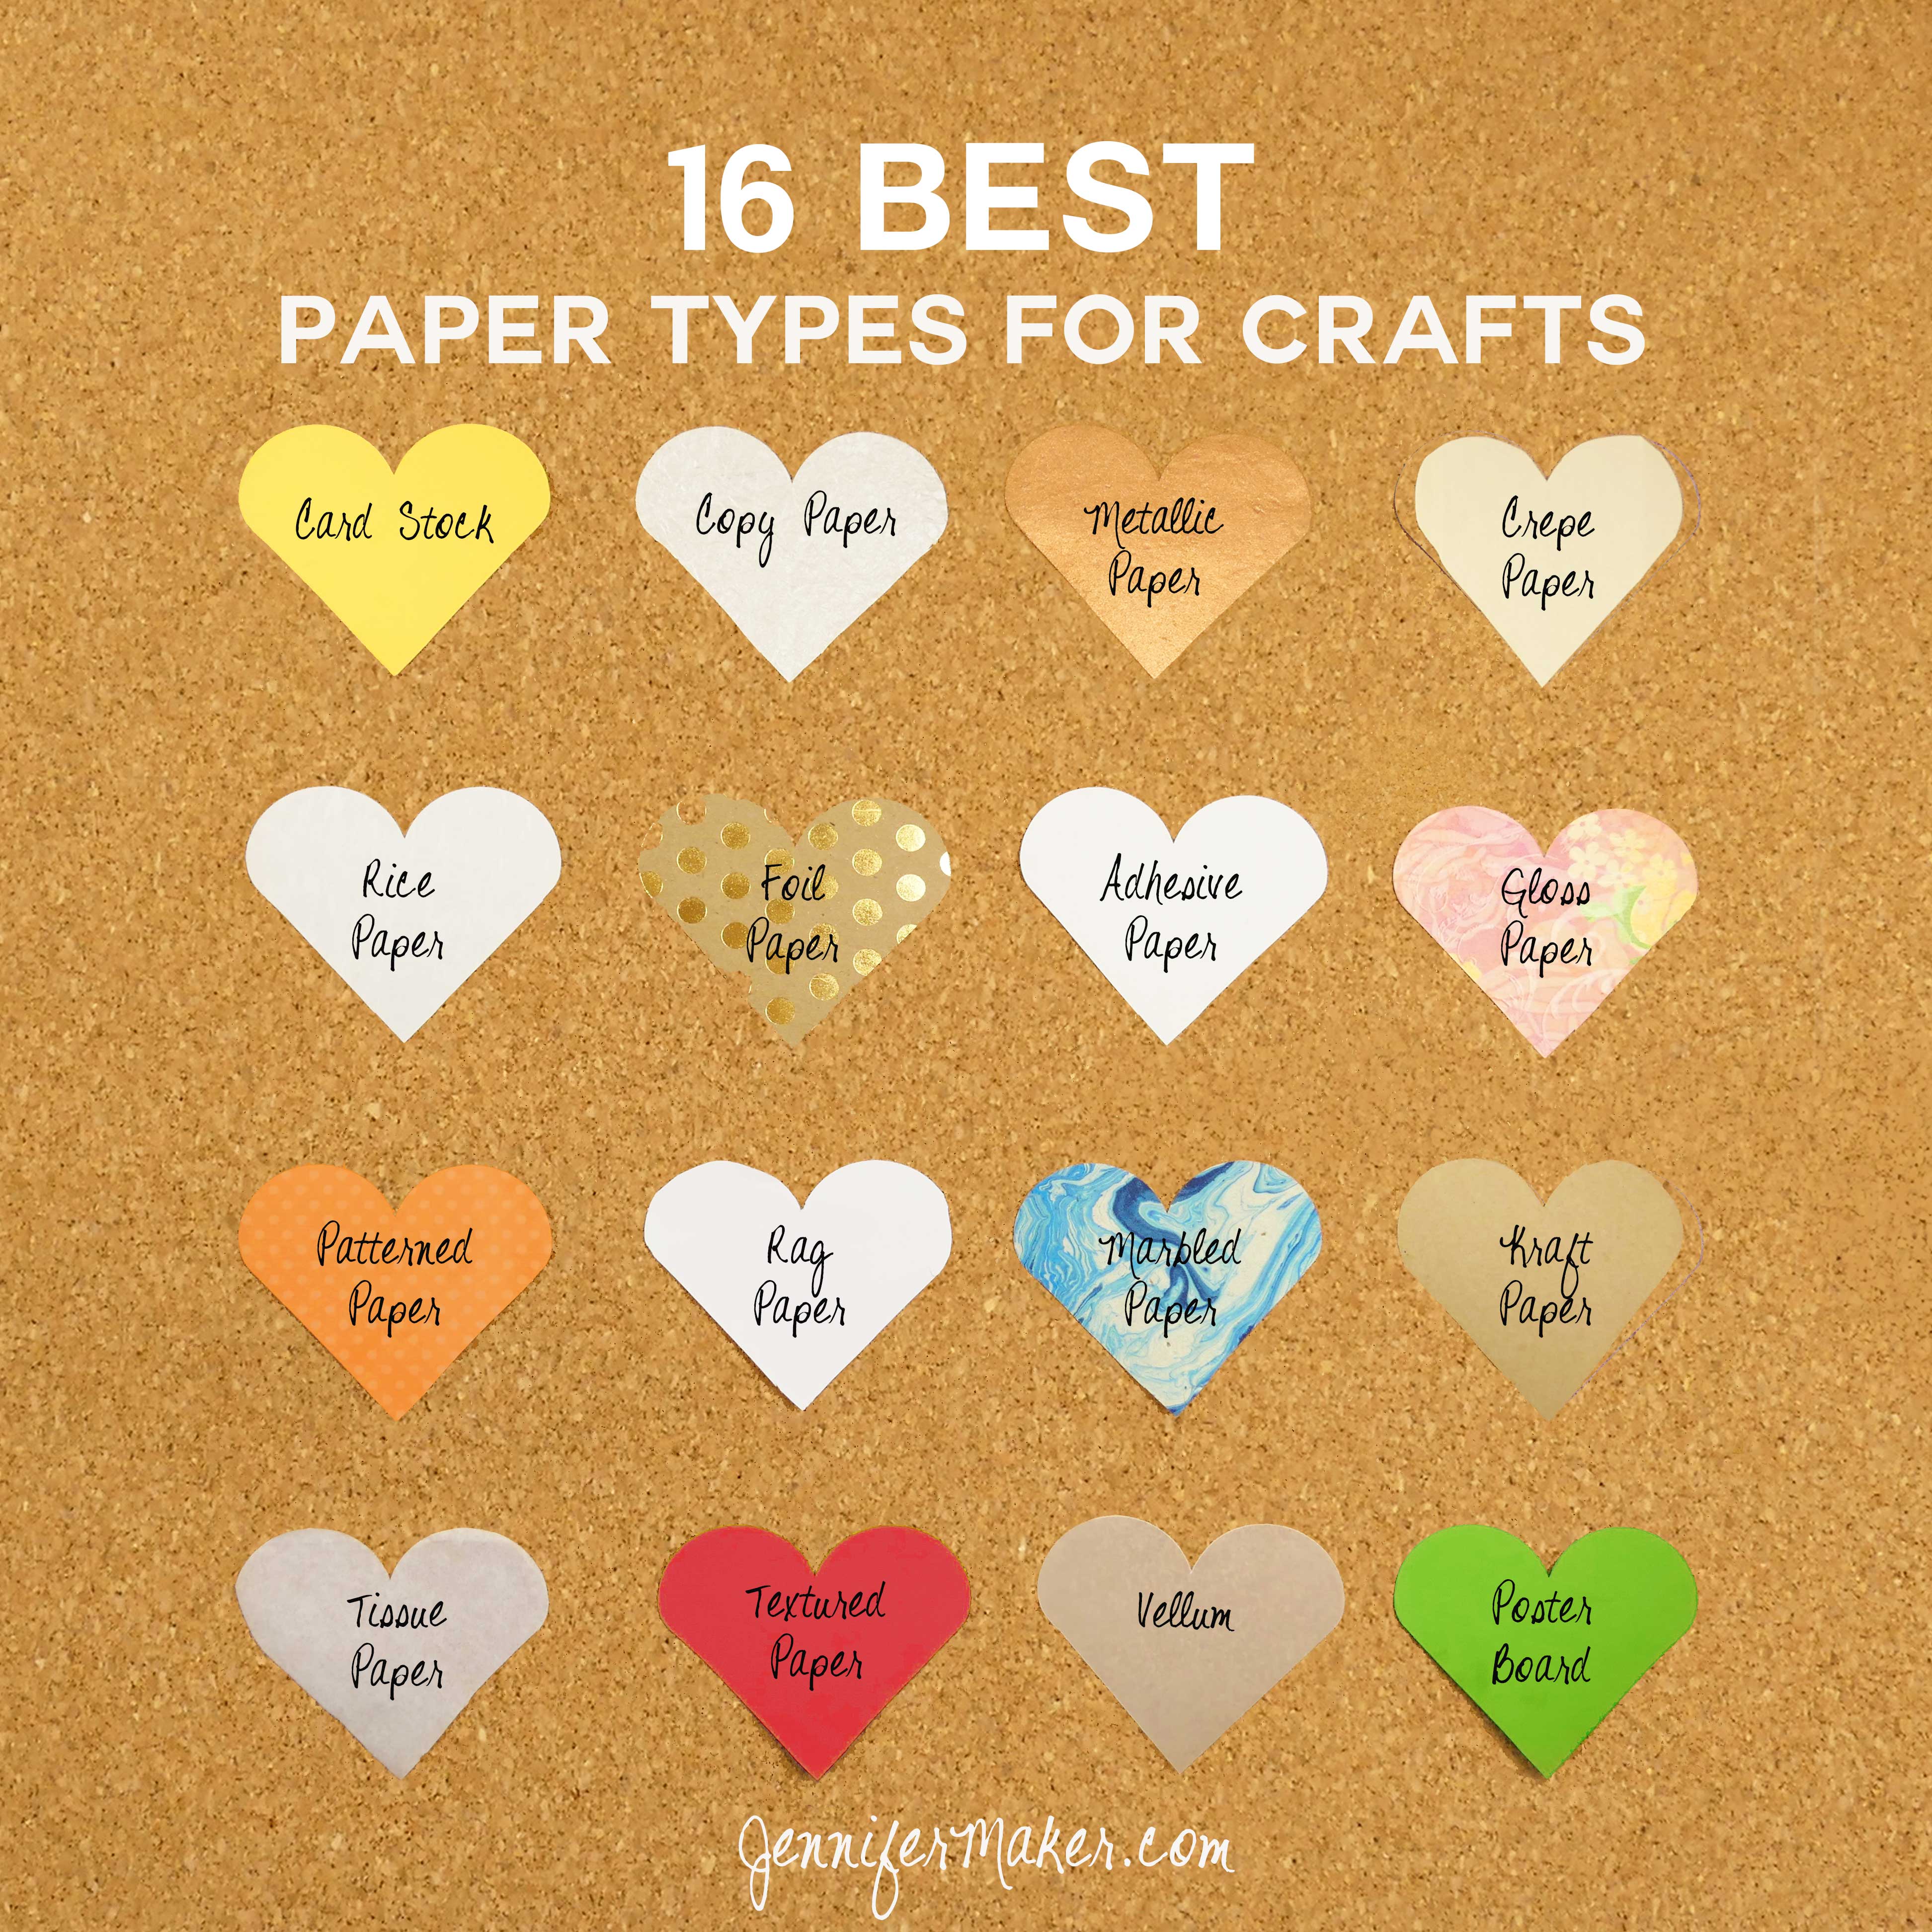 16 BEST
PAPER TYPES FOR CRAFTS
Card Stock
Copy Paper
Metallic
Paper
Crepe
Paper
Rice
Paper
Foil
Paper
Adhesive
Paper
Gloss
Paper
Patterned
Paper
Rag
Paper
Marbled
Paper
Kraft
Paper
Tissue
Paper
Textured
Paper
Vellum
Poster
Board
JenniferMaker.com